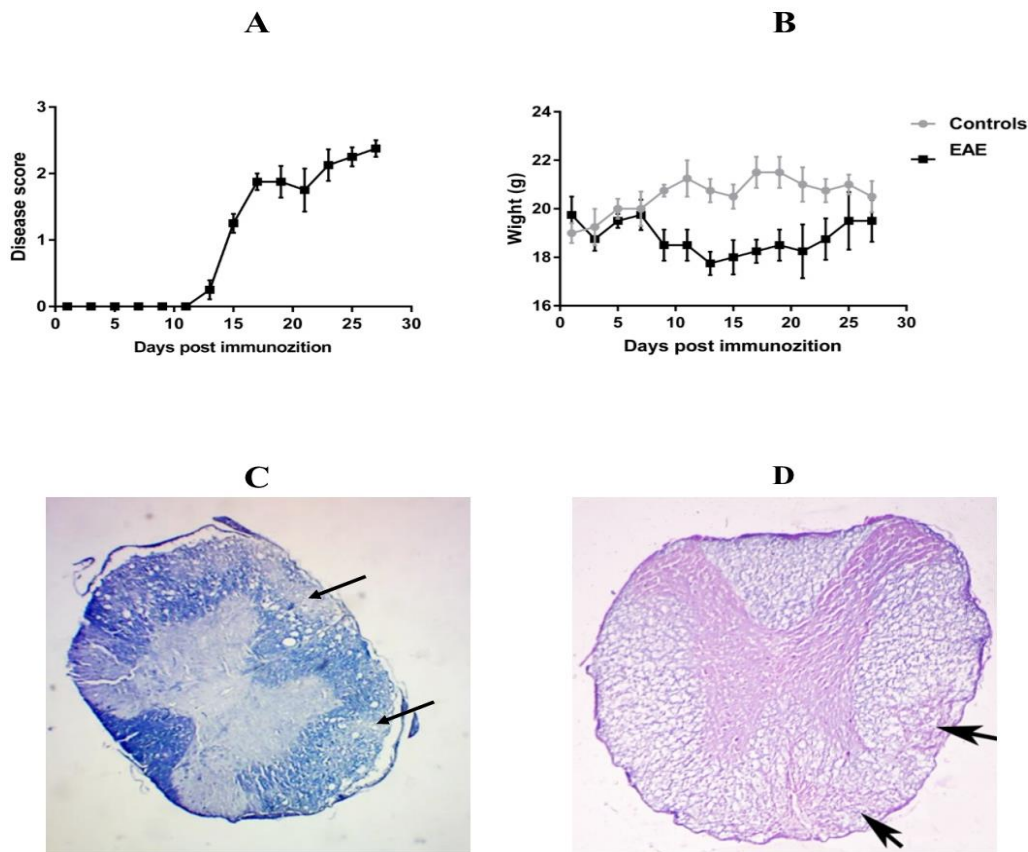 A
B
3
2
1
0
Disease score
0 5 10 15 20 25 30
Days post immunozition
24
22
20
18
16
Wight (g)
0 5 10 15 20 25 30
Days post immunozition
Controls
EAE
C
D